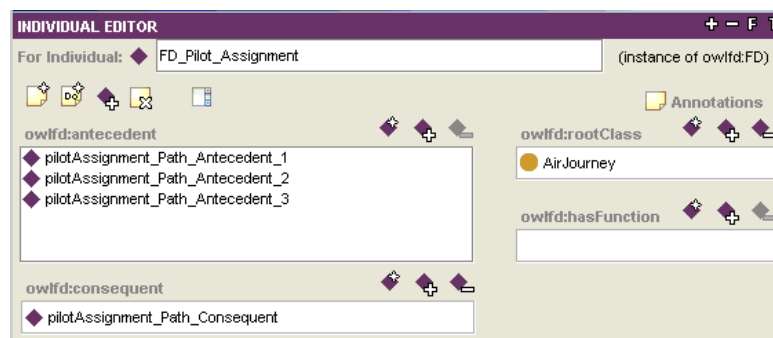 INDIVIDUAL EDITOR
For Individual: FD_Pilot_Assignment (instance of owlfd:FD)
Annotations
owlfd:antecedent
pilotAssignment_Path_Antecedent_1
pilotAssignment_Path_Antecedent_2
pilotAssignment_Path_Antecedent_3
owlfd:rootClass
AirJourney
owlfd:hasFunction
owlfd:consequent
pilotAssignment_Path_Consequent